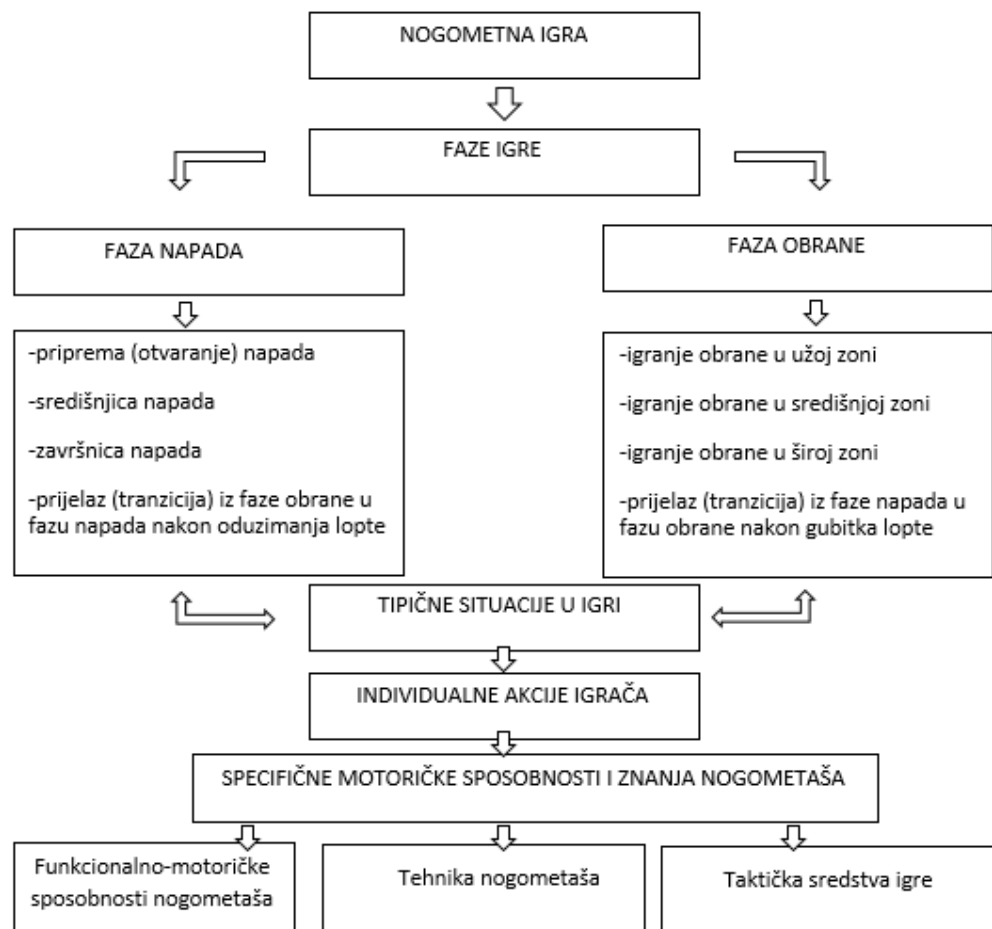 NOGOMETNA IGRA
FAZE IGRE
FAZA NAPADA
FAZA OBRANE
-priprema (otvaranje) napada
-središnjica napada
-završnica napada
-prijelaz (tranzicija) iz faze obrane u
fazu napada nakon oduzimanja lopte
-igranje obrane u užoj zoni
-igranje obrane u središnjoj zoni
-igranje obrane u široj zoni
-prijelaz (tranzicija) iz faze napada u
fazu obrane nakon gubitka lopte
TIPIČNE SITUACIJE U IGRI
INDIVIDUALNE AKCIJE IGRAČA
SPECIFIČNE MOTORIČKE SPOSOBNOSTI I ZNANJA NOGOMETAŠA
Funkcionalno-motoričke
sposobnosti nogometaša
Tehnika nogometaša
Taktička sredstva igre